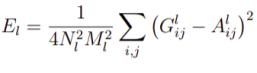 E_l = \frac{1}{4N_l^2 M_l^2} \sum_{i,j} \left( G_{ij}^l - A_{ij}^l \right)^2